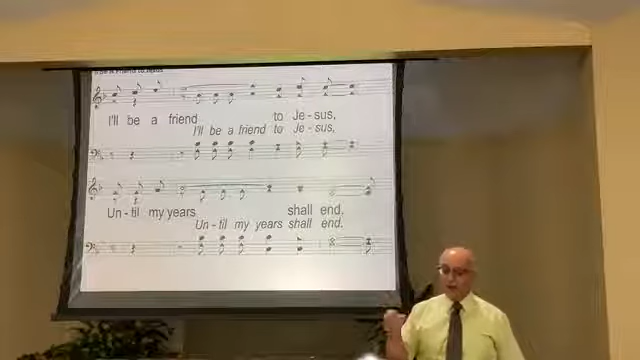 I'll be a friend to Je - sus,
I'll be a friend to Je - sus,
Un - til my years shall end.
Un - til my years shall end.